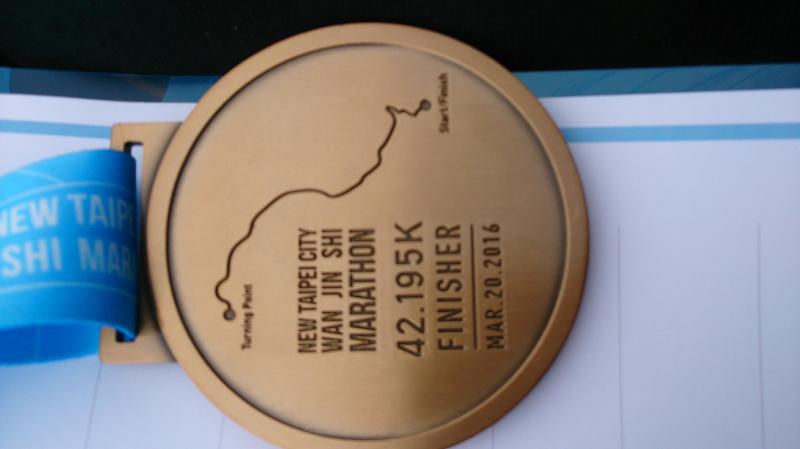 NEW TAIPEI CITY
WAN JIN SHI
MARATHON
42.195K
FINISHER
MAR.20.2016
Turning Point
Start/Finish
NEW TAIPE
SHI MAR